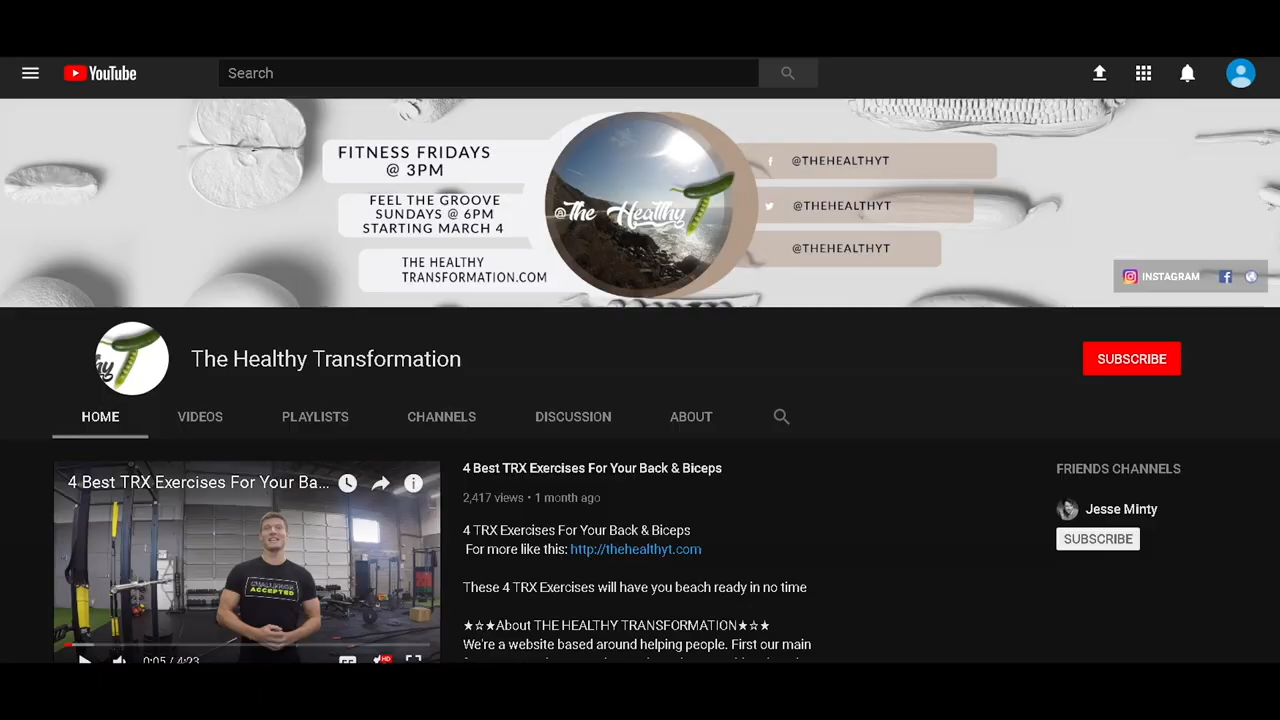 YouTube
Search
FITNESS FRIDAYS
@ 3PM
FEEL THE GROOVE
SUNDAYS @ 6PM
STARTING MARCH 4
THE HEALTHY
TRANSFORMATION.COM
@The Healthy T
@THEHEALTHYT
@THEHEALTHYT
@THEHEALTHYT
INSTAGRAM
The Healthy Transformation
SUBSCRIBE
HOME VIDEOS PLAYLISTS CHANNELS DISCUSSION ABOUT
4 Best TRX Exercises For Your Ba...
CHALLENGE
ACCEPTED
0:05 / 4:23
HD
4 Best TRX Exercises For Your Back & Biceps
2,417 views • 1 month ago
4 TRX Exercises For Your Back & Biceps
For more like this: http://thehealthyt.com
These 4 TRX Exercises will have you beach ready in no time
★☆★About THE HEALTHY TRANSFORMATION★☆★
We're a website based around helping people. First our main
FRIENDS CHANNELS
Jesse Minty
SUBSCRIBE